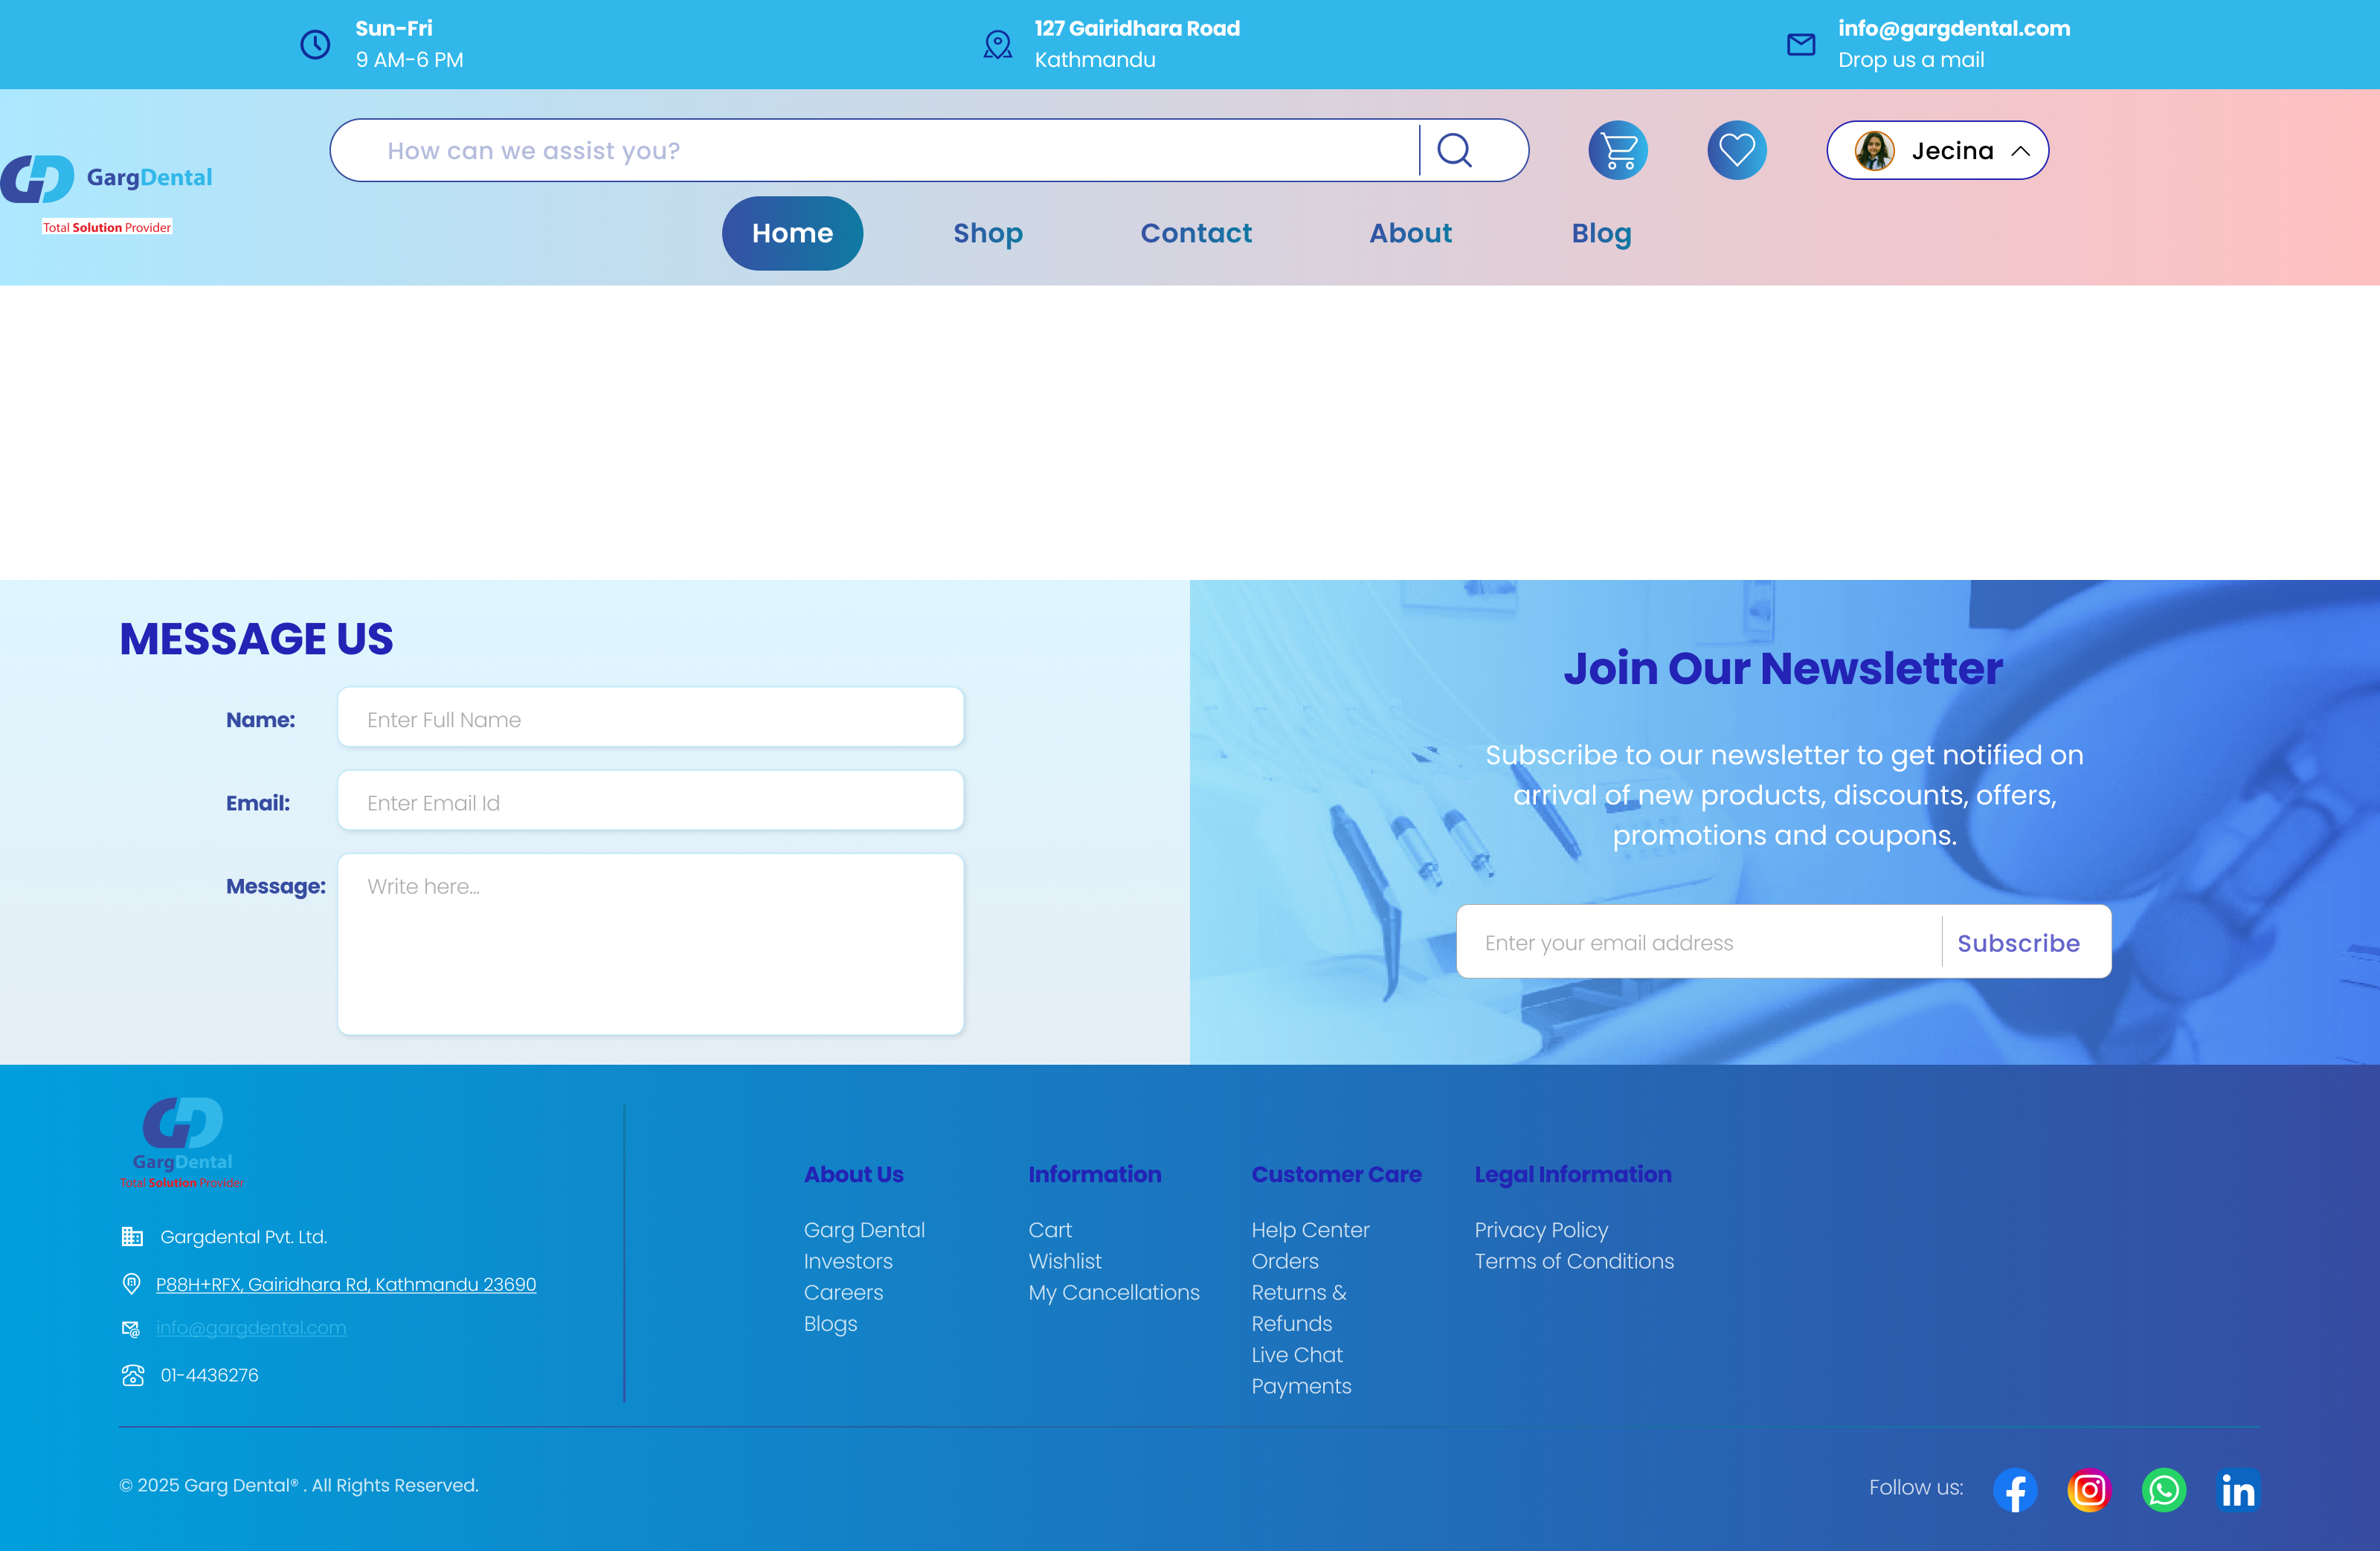 Sun-Fri
9 AM-6 PM
127 Gairidhara Road
Kathmandu
info@gargdental.com
Drop us a mail
GargDental
Total Solution Provider
How can we assist you?
Jecina
Home
Shop
Contact
About
Blog
MESSAGE US
Name:
Enter Full Name
Email:
Enter Email Id
Message:
Write here...
Join Our Newsletter
Subscribe to our newsletter to get notified on
arrival of new products, discounts, offers,
promotions and coupons.
Enter your email address
Subscribe
GargDental
Total Solution Provider
Gargdental Pvt. Ltd.
P88H+RFX, Gairidhara Rd, Kathmandu 23690
info@gargdental.com
01-4436276
About Us
Garg Dental
Investors
Careers
Blogs
Information
Cart
Wishlist
My Cancellations
Customer Care
Help Center
Orders
Returns &
Refunds
Live Chat
Payments
Legal Information
Privacy Policy
Terms of Conditions
© 2025 Garg Dental® . All Rights Reserved.
Follow us: